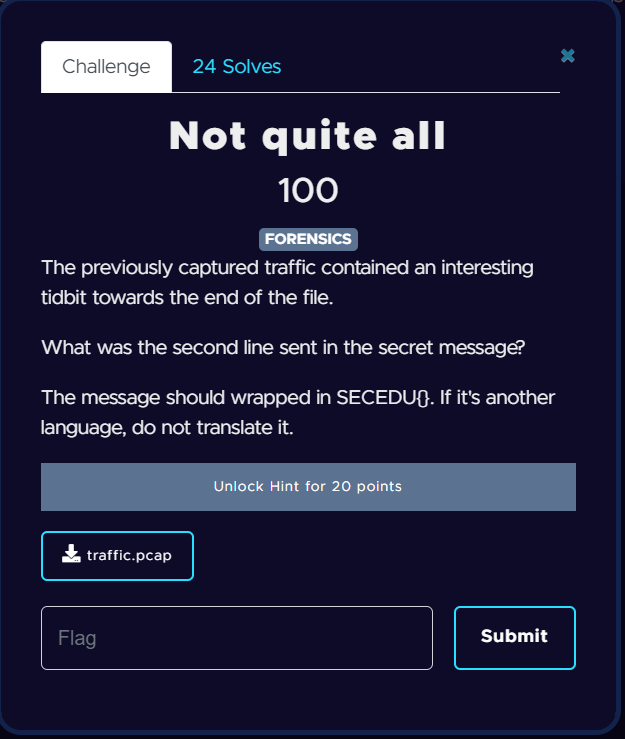 Challenge
24 Solves
✖
Not quite all
100
FORENSICS
The previously captured traffic contained an interesting
tidbit towards the end of the file.
What was the second line sent in the secret message?
The message should wrapped in SECEDU{}. If it's another
language, do not translate it.
Unlock Hint for 20 points
traffic.pcap
Flag
Submit